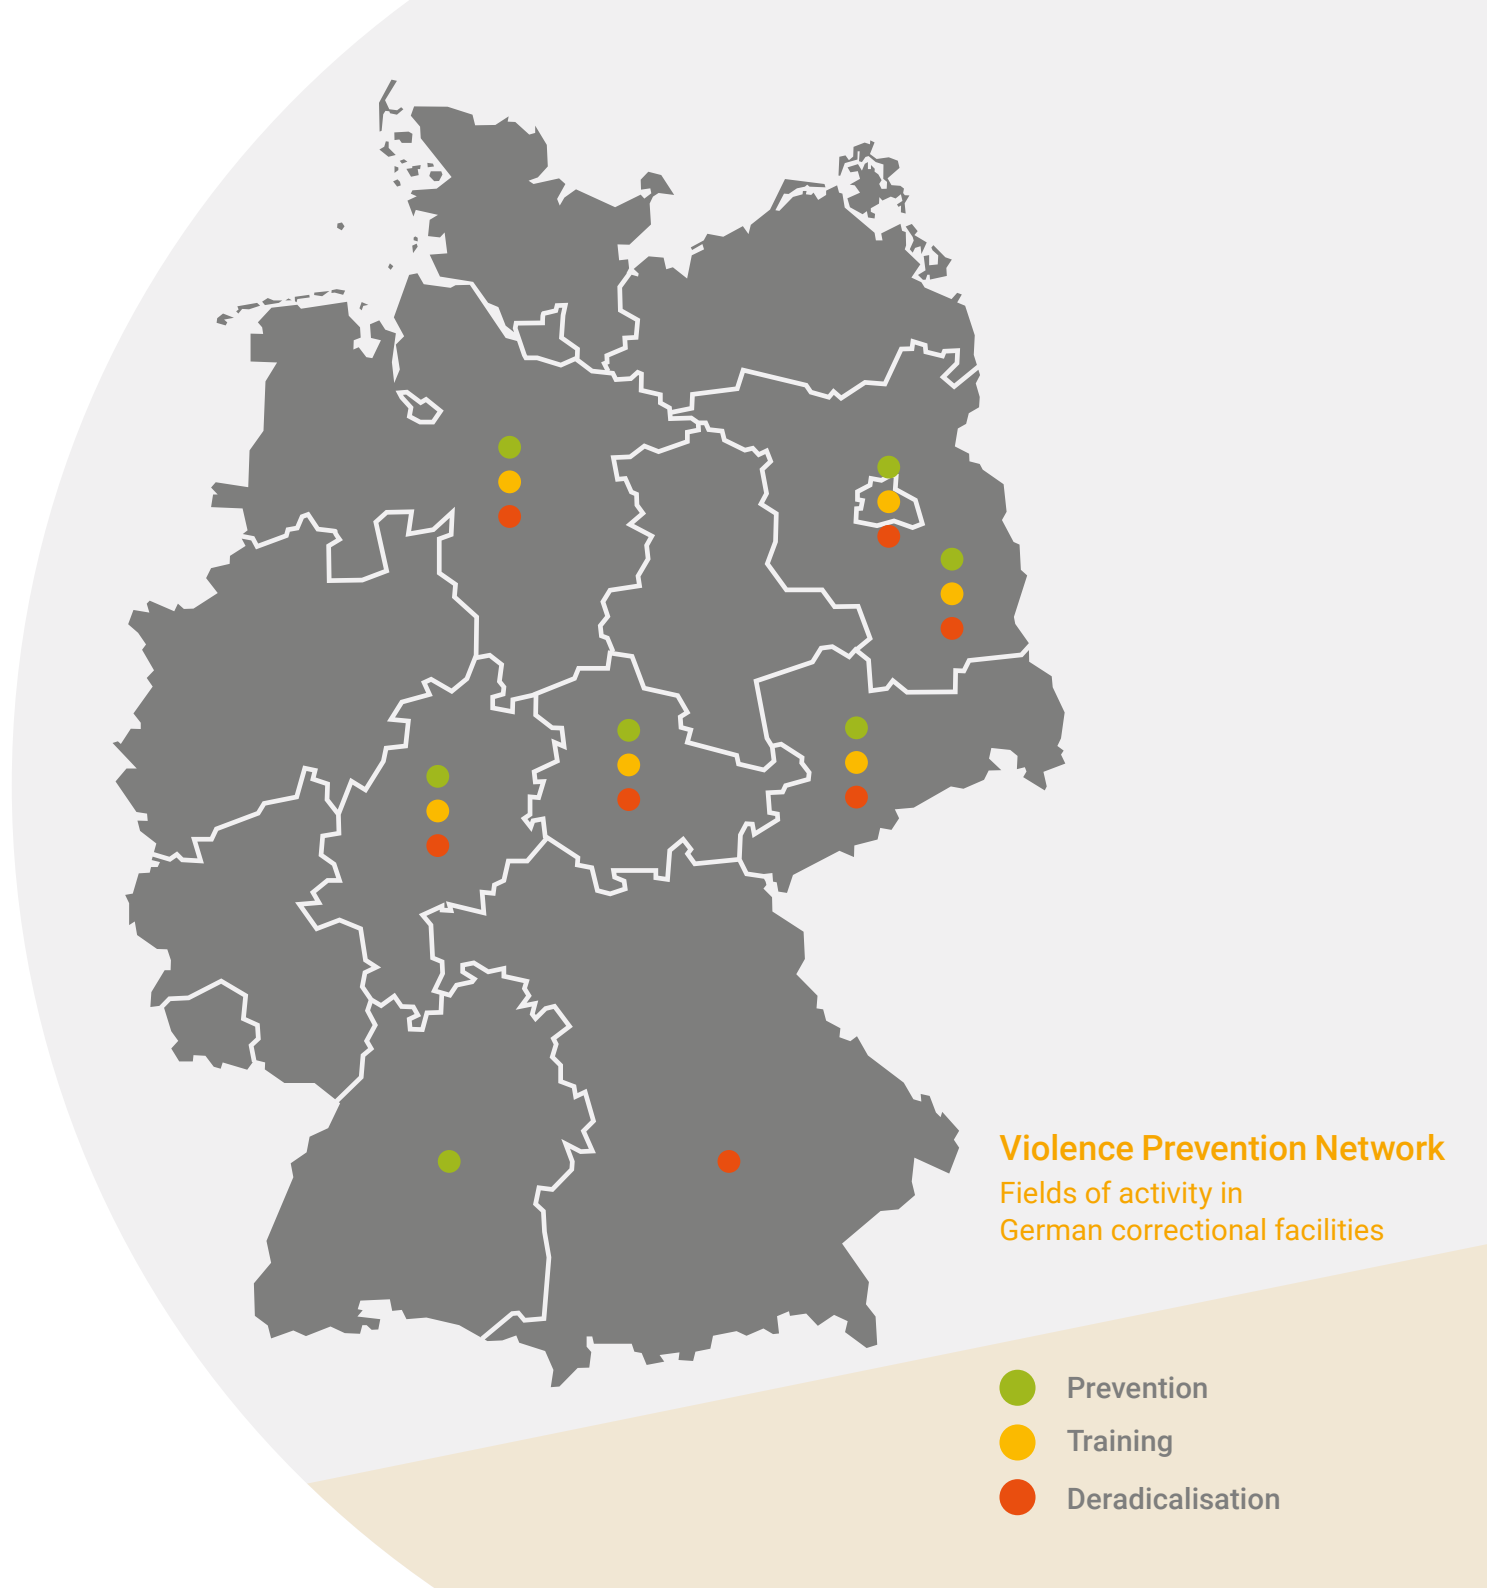 Violence Prevention Network
Fields of activity in
German correctional facilities
Prevention
Training
Deradicalisation